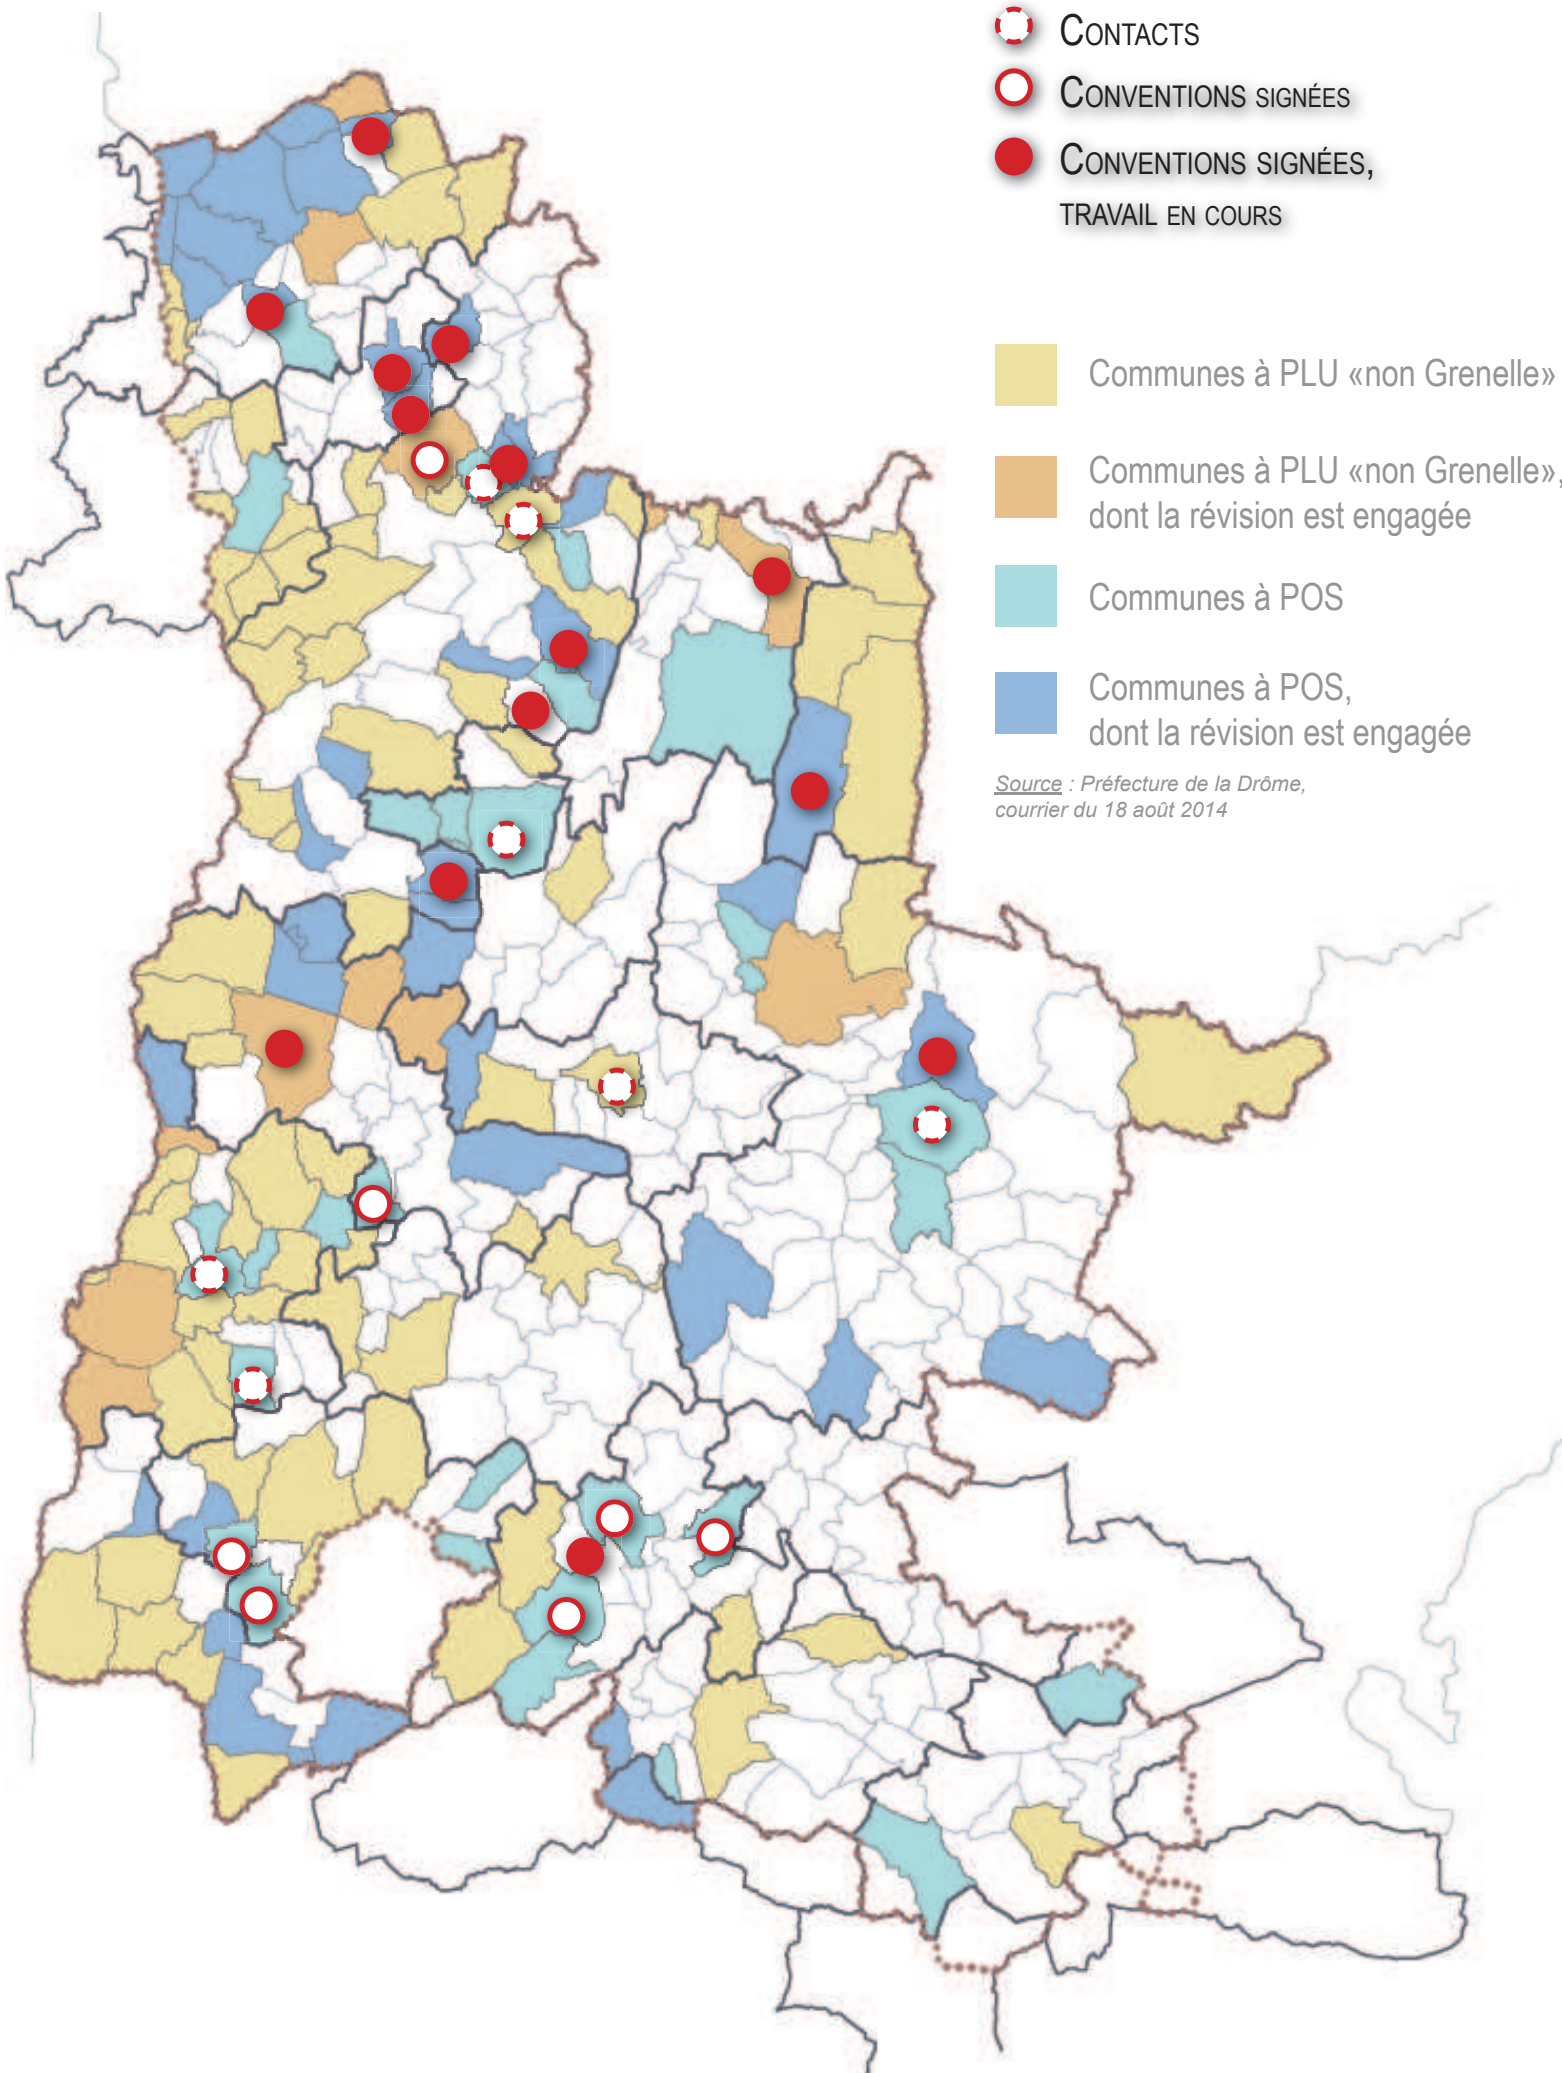 Contacts
Conventions signées
Conventions signées,
travail en cours
Communes à PLU «non Grenelle»
Communes à PLU «non Grenelle»,
dont la révision est engagée
Communes à POS
Communes à POS,
dont la révision est engagée
Source : Préfecture de la Drôme,
courrier du 18 août 2014